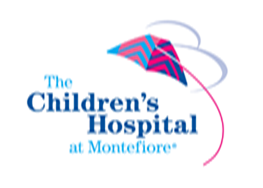 The
Children's
Hospital
at Montefiore®